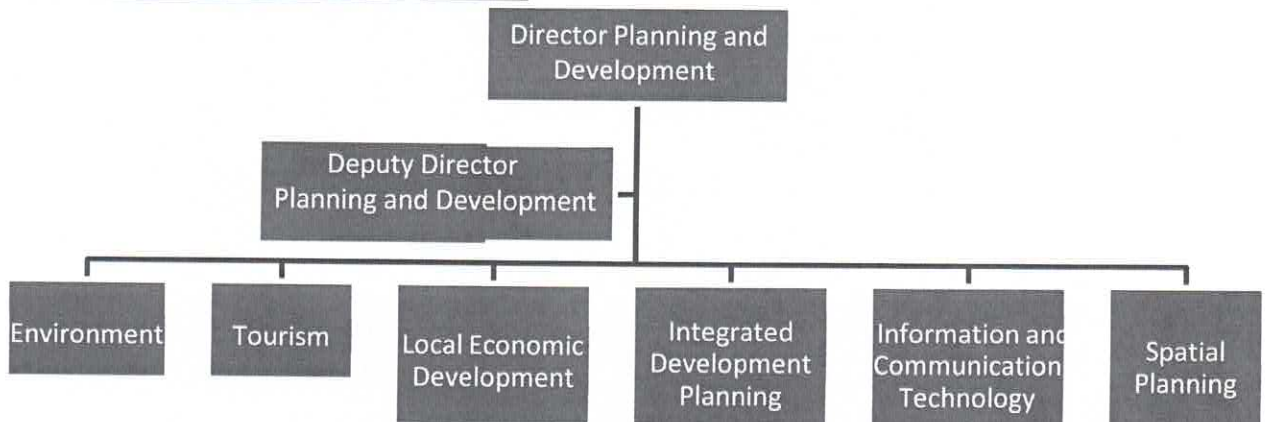 Director Planning and
Development
Deputy Director
Planning and Development
Environment
Tourism
Local Economic
Development
Integrated
Development
Planning
Information and
Communication
Technology
Spatial
Planning